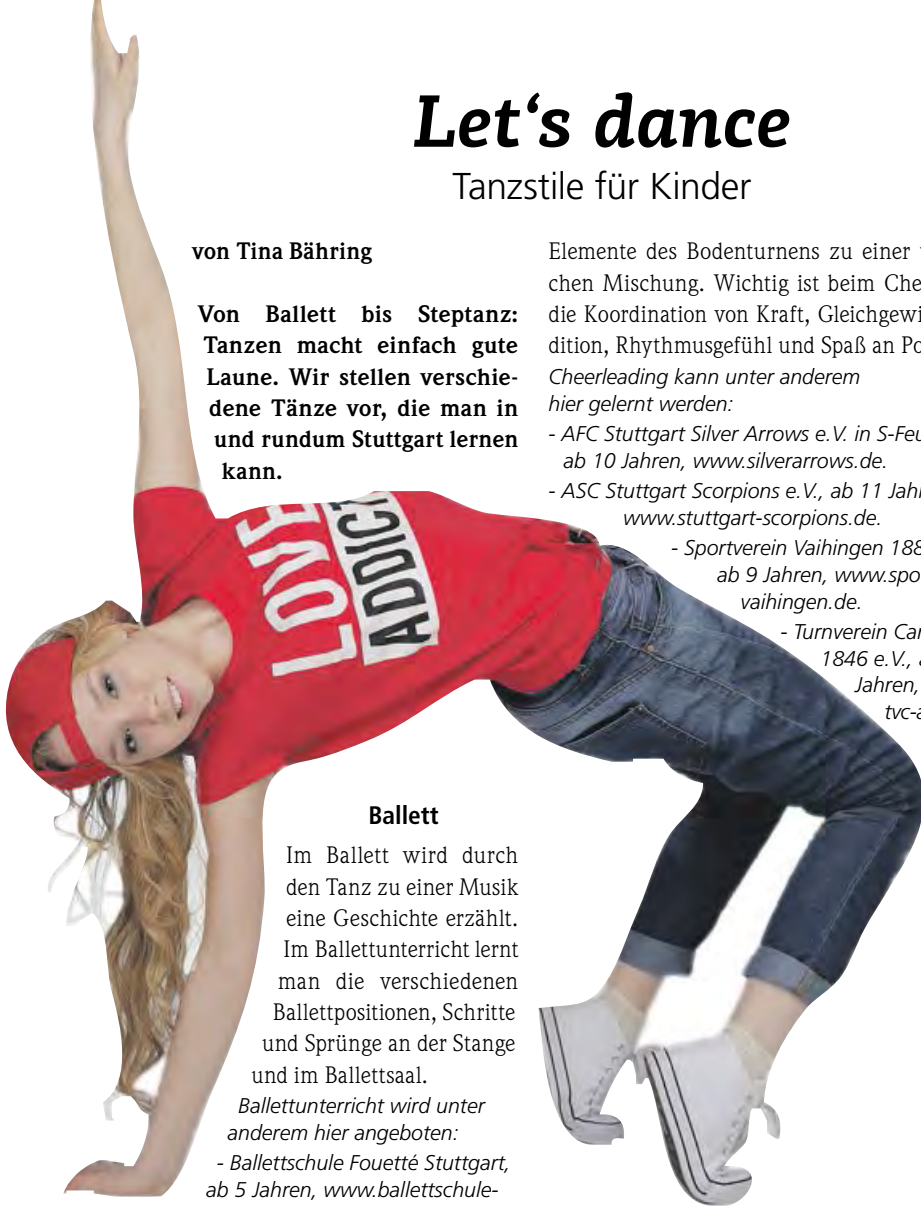 Let‘s dance
Tanzstile für Kinder
von Tina Bähring
Von Ballett bis Steptanz:
Tanzen macht einfach gute
Laune. Wir stellen verschie-
dene Tänze vor, die man in
und rundum Stuttgart lernen
kann.
LOVE
ADDICT
Ballett
Im Ballett wird durch
den Tanz zu einer Musik
eine Geschichte erzählt.
Im Ballettunterricht lernt
man die verschiedenen
Ballettpositionen, Schritte
und Sprünge an der Stange
und im Ballettsaal.
Ballettunterricht wird unter
anderem hier angeboten:
- Ballettschule Fouetté Stuttgart,
ab 5 Jahren, www.ballettschule-
Elemente des Bodenturnens zu einer
chen Mischung. Wichtig ist beim Che
die Koordination von Kraft, Gleichgewi
dition, Rhythmusgefühl und Spaß an Po
Cheerleading kann unter anderem
hier gelernt werden:
- AFC Stuttgart Silver Arrows e.V. in S-Feu
ab 10 Jahren, www.silverarrows.de.
- ASC Stuttgart Scorpions e.V., ab 11 Jah
www.stuttgart-scorpions.de.
- Sportverein Vaihingen 188
ab 9 Jahren, www.spo
vaihingen.de.
- Turnverein Can
1846 e.V.,
Jahren,
tvc-a